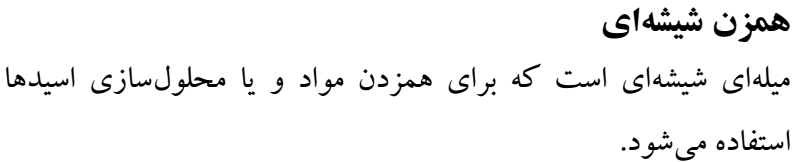 همزن شیشه‌ای
میله‌ای شیشه‌ای است که برای همزدن مواد و یا محلول‌سازی اسیدها
استفاده می‌شود.